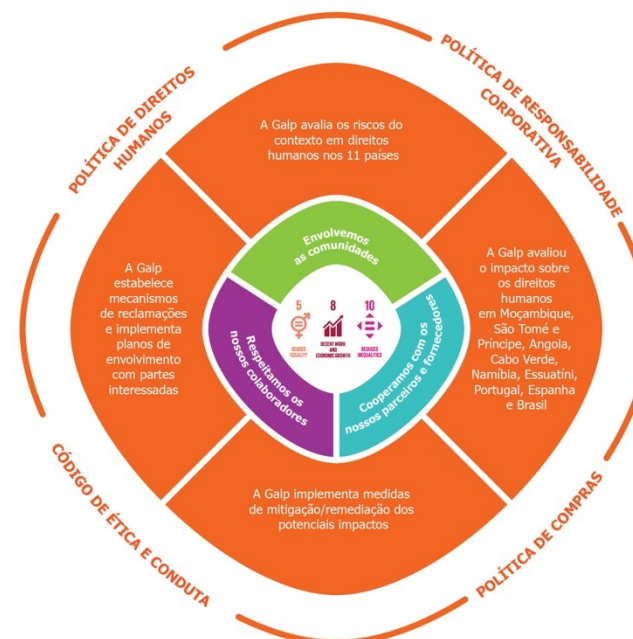 POLÍTICA DE DIREITOS
HUMANOS
POLÍTICA DE RESPONSABILIDADE
CORPORATIVA
A Galp avalia os riscos do
contexto em direitos
humanos nos 11 países
Envolvemos
as comunidades
A Galp
estabelece
mecanismos
de reclamações
e implementa
planos de
envolvimento
com partes
interessadas
5
GENDER
EQUALITY
8
DECENT WORK
AND
ECONOMIC GROWTH
10
REDUCED
INEQUALITIES
Respeitamos os
nossos colaboradores
Cooperamos com os
nossos parceiros e fornecedores
A Galp avaliou
o impacto sobre
os direitos
humanos
em Moçambique,
São Tomé e
Príncipe, Angola,
Cabo Verde,
Namíbia, Essuatíni,
Portugal, Espanha
e Brasil
A Galp implementa medidas
de mitigação/remediação dos
potenciais impactos
CÓDIGO DE ÉTICA E CONDUTA
POLÍTICA DE COMPRAS